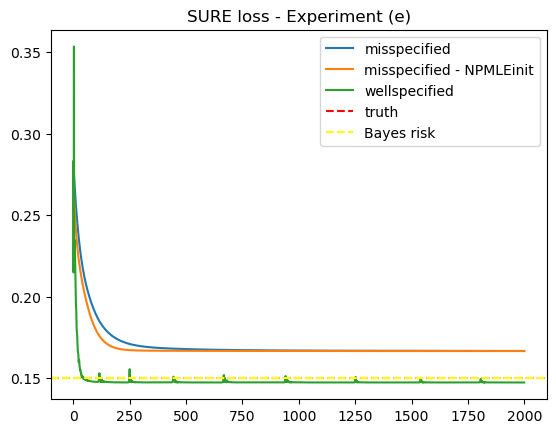 SURE loss - Experiment (e)
misspecified
misspecified - NPMLEinit
wellspecified
truth
Bayes risk
0.35
0.30
0.25
0.20
0.15
0 250 500 750 1000 1250 1500 1750 2000